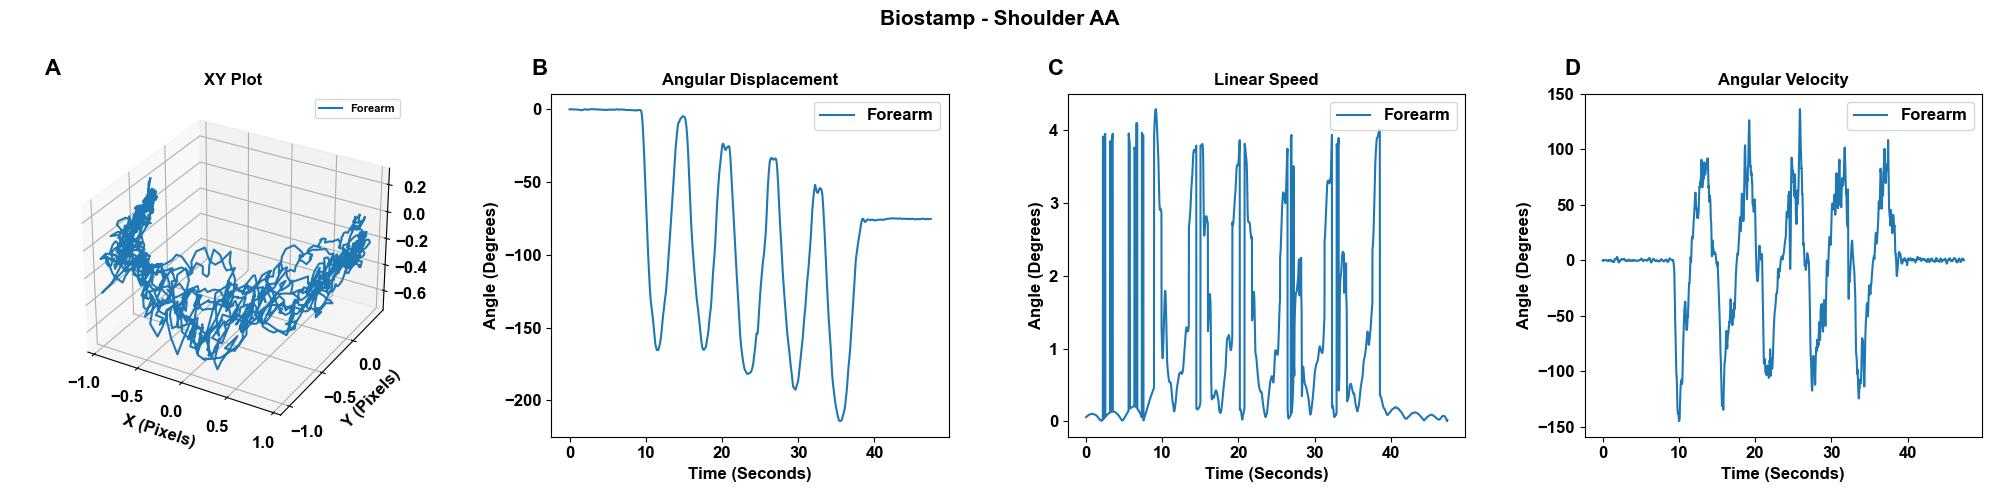 Biostamp - Shoulder AA
A
XY Plot
Forearm
0.2
0.0
−0.2
−0.4
−0.6
−1.0
−0.5
0.0
0.5
1.0
X (Pixels)
−1.0
−0.5
0.0
Y (Pixels)
B
Angular Displacement
Forearm
0
−50
−100
−150
−200
Angle (Degrees)
0 10 20 30 40
Time (Seconds)
C
Linear Speed
Forearm
4
3
2
1
0
Angle (Degrees)
0 10 20 30 40
Time (Seconds)
D
Angular Velocity
Forearm
150
100
50
0
−50
−100
−150
Angle (Degrees)
0 10 20 30 40
Time (Seconds)